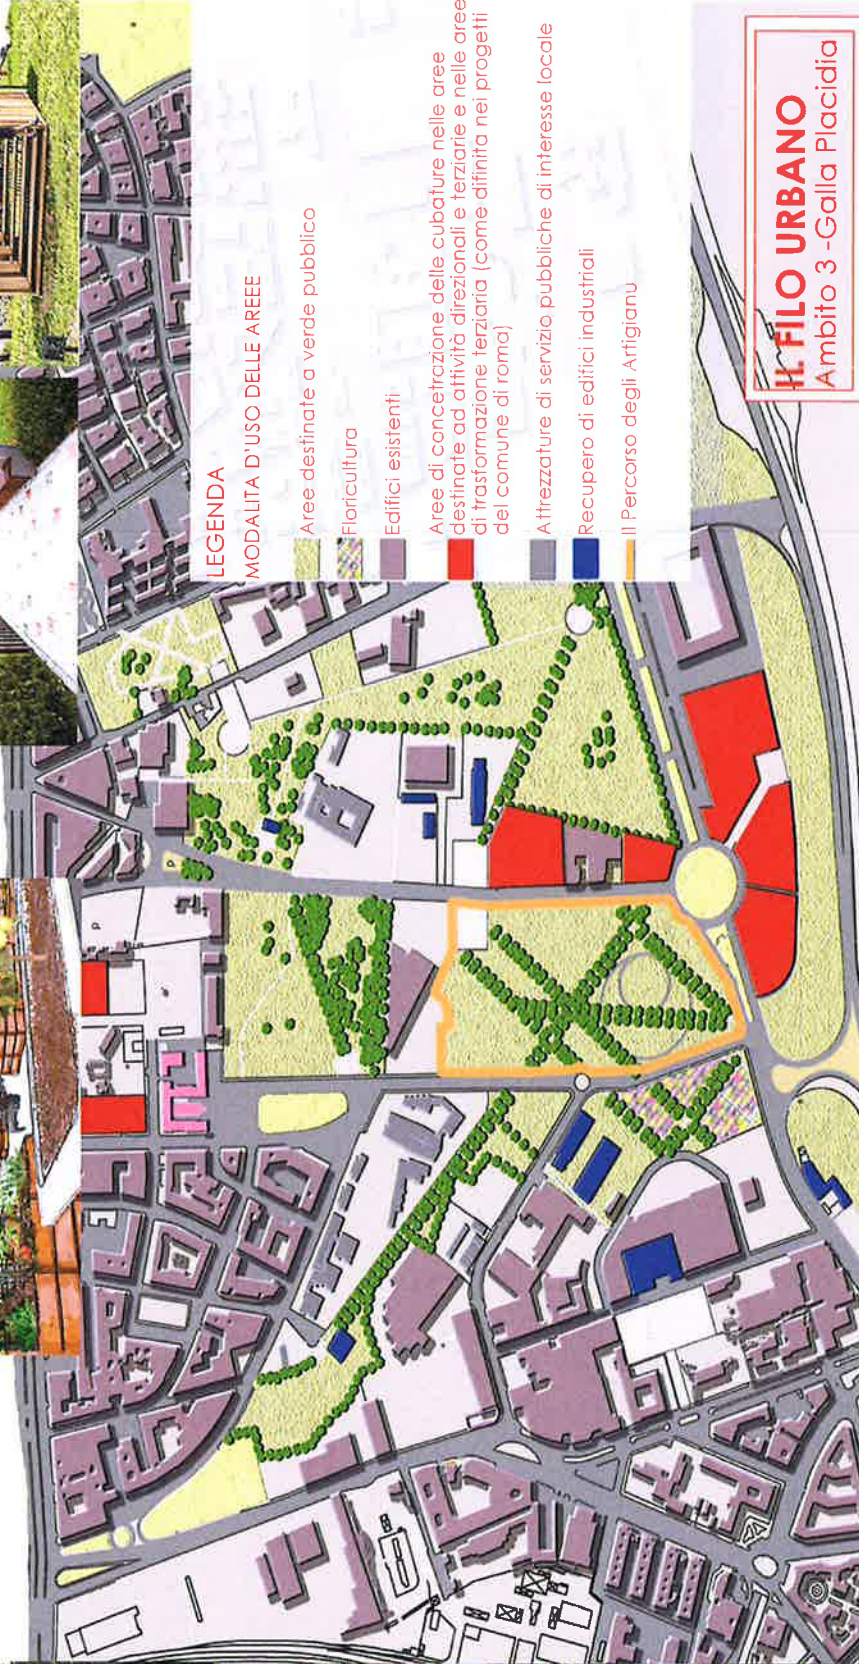 LEGENDA
MODALITA D'USO DELLE AREEE
Aree destinate a verde pubblico
Floricultura
Edifici esistenti
Aree di concetrazione delle cubature nelle aree
destinate ad attività direzionali e terziarie e nelle aree
di trasformazione terziaria (come difinita nei progetti
del comune di roma)
Attrezzature di servizio pubbliche di interesse locale
Recupero di edifici industriali
Il Percorso degli Artigianu
IL FILO URBANO
Ambito 3 -Galla Placidia